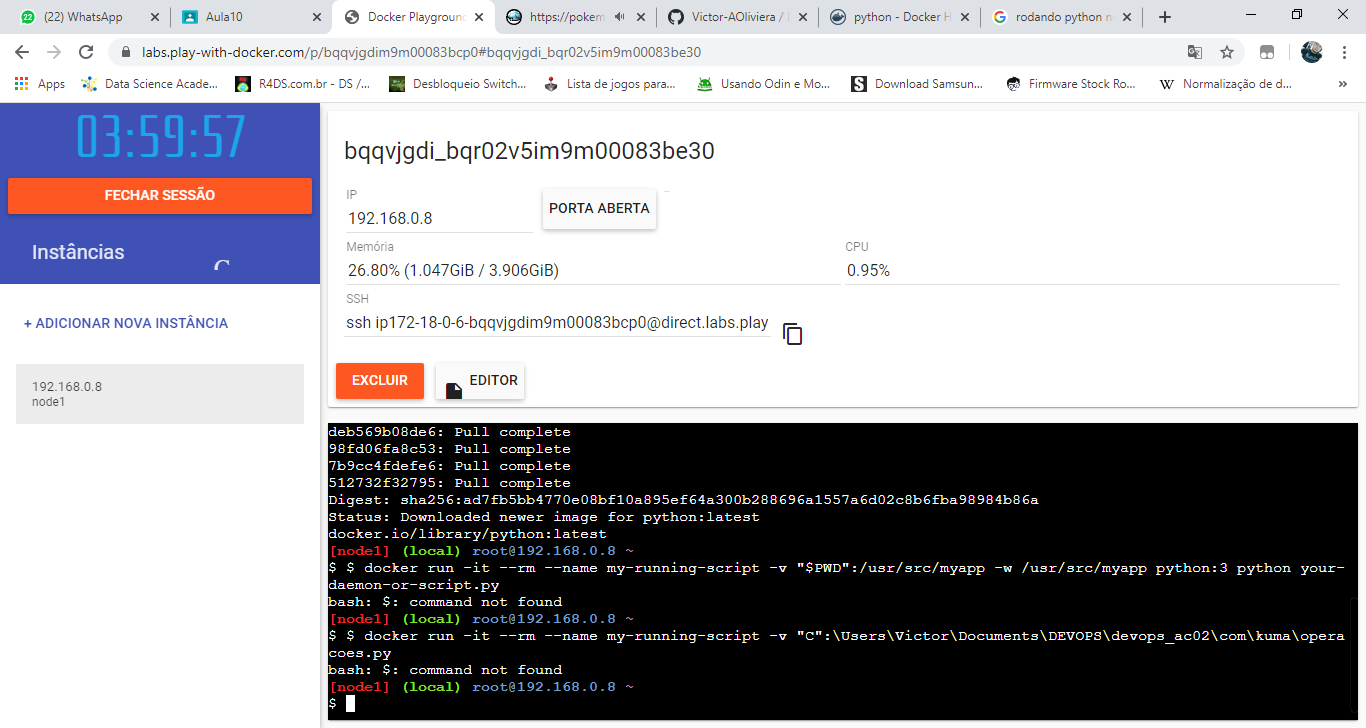 (22) WhatsApp
Aula10
Docker Playground
https://pokem
Victor-AOliviera /
python - Docker H
rodando python n
labs.play-with-docker.com/p/bqqvjgdim9m00083bcp0#bqqvjgdi_bqr02v5im9m00083be30
Apps
Data Science Acade...
R4DS.com.br - DS /...
Desbloqueio Switch...
Lista de jogos para...
Usando Odin e Mo...
Download Samsun...
Firmware Stock Ro...
Normalização de d...
»
03:59:57
FECHAR SESSÃO
Instâncias
+ ADICIONAR NOVA INSTÂNCIA
192.168.0.8
node1
bqqvjgdi_bqr02v5im9m00083be30
IP
192.168.0.8
PORTA ABERTA
Memória
26.80% (1.047GiB / 3.906GiB)
CPU
0.95%
SSH
ssh ip172-18-0-6-bqqvjgdim9m00083bcp0@direct.labs.play
EXCLUIR
EDITOR
deb569b08de6: Pull complete
98fd06fa8c53: Pull complete
7b9cc4fdefe6: Pull complete
512732f32795: Pull complete
Digest: sha256:ad7fb5bb4770e08bf10a895ef64a300b288696a1557a6d02c8b6fba98984b86a
Status: Downloaded newer image for python:latest
docker.io/library/python:latest
[node1] (local) root@192.168.0.8 ~
$ $ docker run -it --rm --name my-running-script -v "$PWD":/usr/src/myapp -w /usr/src/myapp python:3 python your-
daemon-or-script.py
bash: $: command not found
[node1] (local) root@192.168.0.8 ~
$ $ docker run -it --rm --name my-running-script -v "C":\Users\Victor\Documents\DEVOPS\devops_ac02\com\kuma\opera
coes.py
bash: $: command not found
[node1] (local) root@192.168.0.8 ~
$